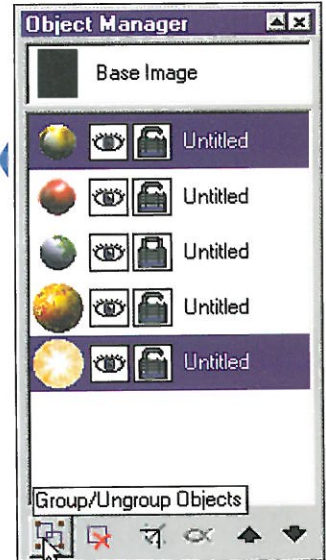 Object Manager
Base Image
Untitled
Untitled
Untitled
Untitled
Untitled
Group/Ungroup Objects